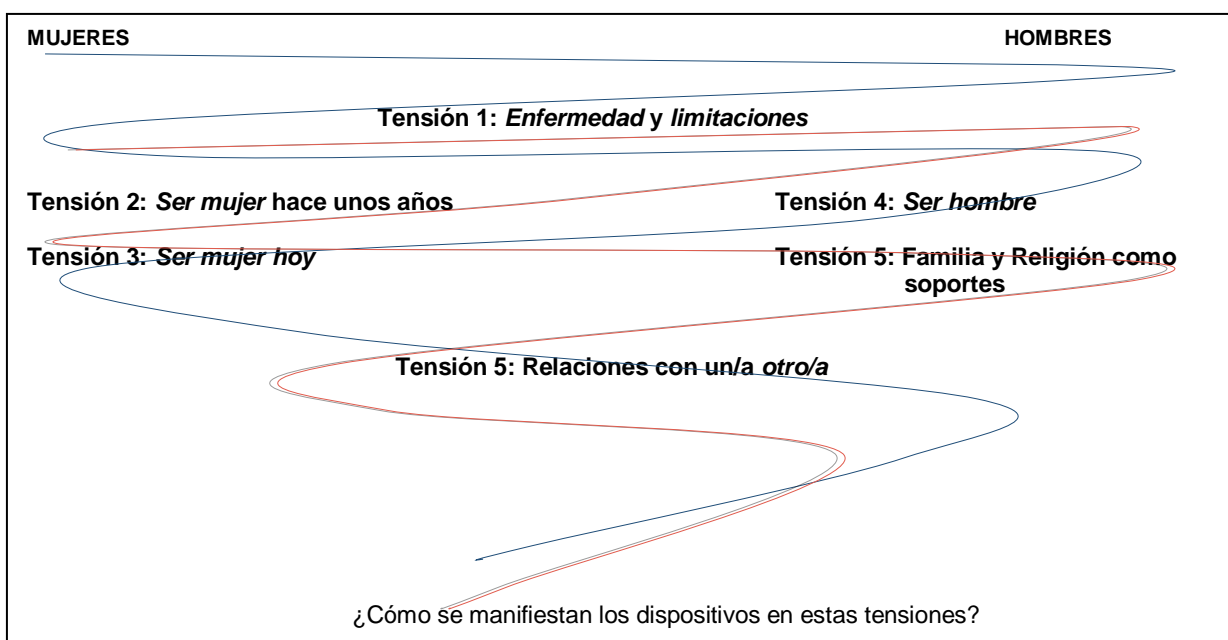 MUJERES HOMBRES
Tensión 1: Enfermedad y limitaciones
Tensión 2: Ser mujer hace unos años Tensión 4: Ser hombre
Tensión 3: Ser mujer hoy Tensión 5: Familia y Religión como
soportes
Tensión 5: Relaciones con un/a otro/a
¿Cómo se manifiestan los dispositivos en estas tensiones?